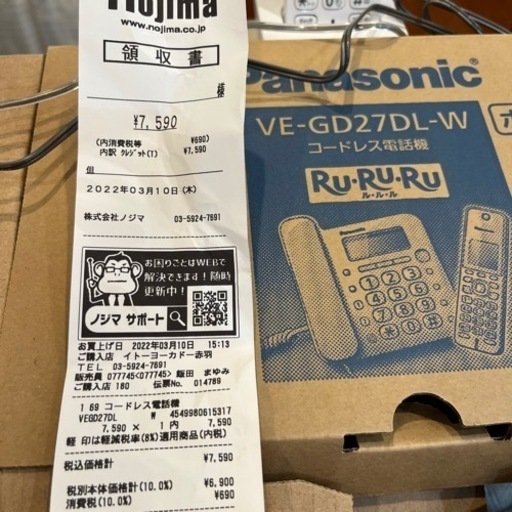 nojima
www.nojima.co.jp
領収書
様
¥7,590
(内消費税等 ¥690)
内訳 クレジット(T) ¥7,590
但
2022年03月10日(木)
株式会社ノジマ 03-5924-7691
お困りごとはWEBで
解決できます!随時
更新中!
ノジマ サポート
お買上日 2022年03月10日 15:13
ご購入店 イトーヨーカドー赤羽
TEL 03-5924-7691
販売員 077745<077745> 飯田 まゆみ
ご購入店 180 伝票No. 014789
1 69 コードレス電話機
VEGD27DL W 4549980615317
7,590 × 1 内 7,590
軽 印は軽減税率(8%)適用商品(内税)
税込価格計 ¥7,590
税別本体価格計(10.0%) ¥6,900
消費税(10.0%) ¥690
Panasonic
VE-GD27DL-W
コードレス電話機
RU・RU・RU
ル・ル・ル